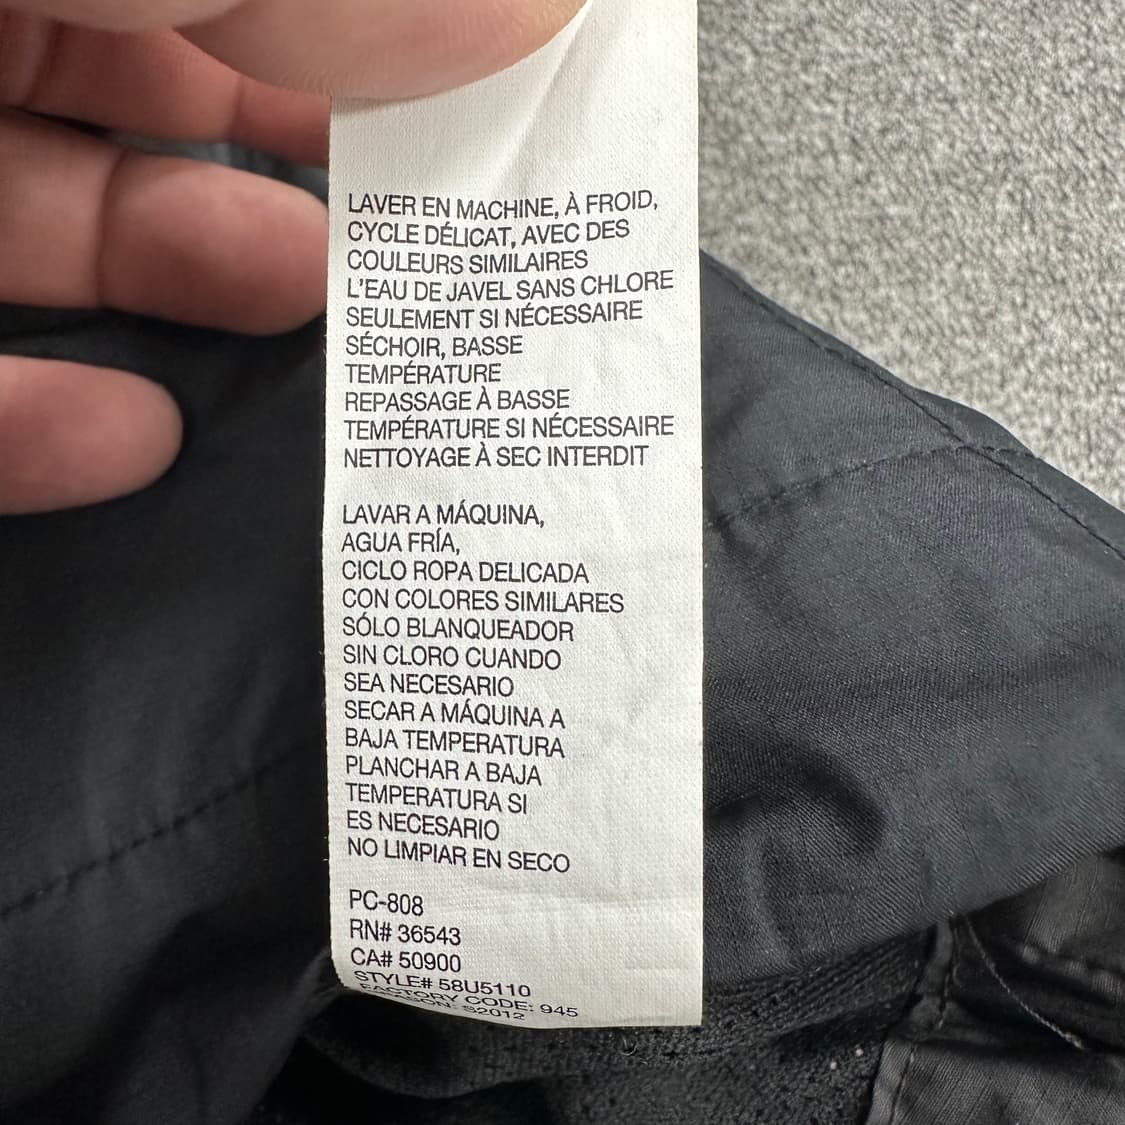 LAVER EN MACHINE, À FROID,
CYCLE DÉLICAT, AVEC DES
COULEURS SIMILAIRES
L'EAU DE JAVEL SANS CHLORE
SEULEMENT SI NÉCESSAIRE
SÉCHOIR, BASSE
TEMPÉRATURE
REPASSAGE À BASSE
TEMPÉRATURE SI NÉCESSAIRE
NETTOYAGE À SEC INTERDIT
LAVAR A MÁQUINA,
AGUA FRÍA,
CICLO ROPA DELICADA
CON COLORES SIMILARES
SÓLO BLANQUEADOR
SIN CLORO CUANDO
SEA NECESARIO
SECAR A MÁQUINA A
BAJA TEMPERATURA
PLANCHAR A BAJA
TEMPERATURA SI
ES NECESARIO
NO LIMPIAR EN SECO
PC-808
RN# 36543
CA# 50900
STYLE# 58U5110
FACTORY CODE: 945
SEASON: S2012